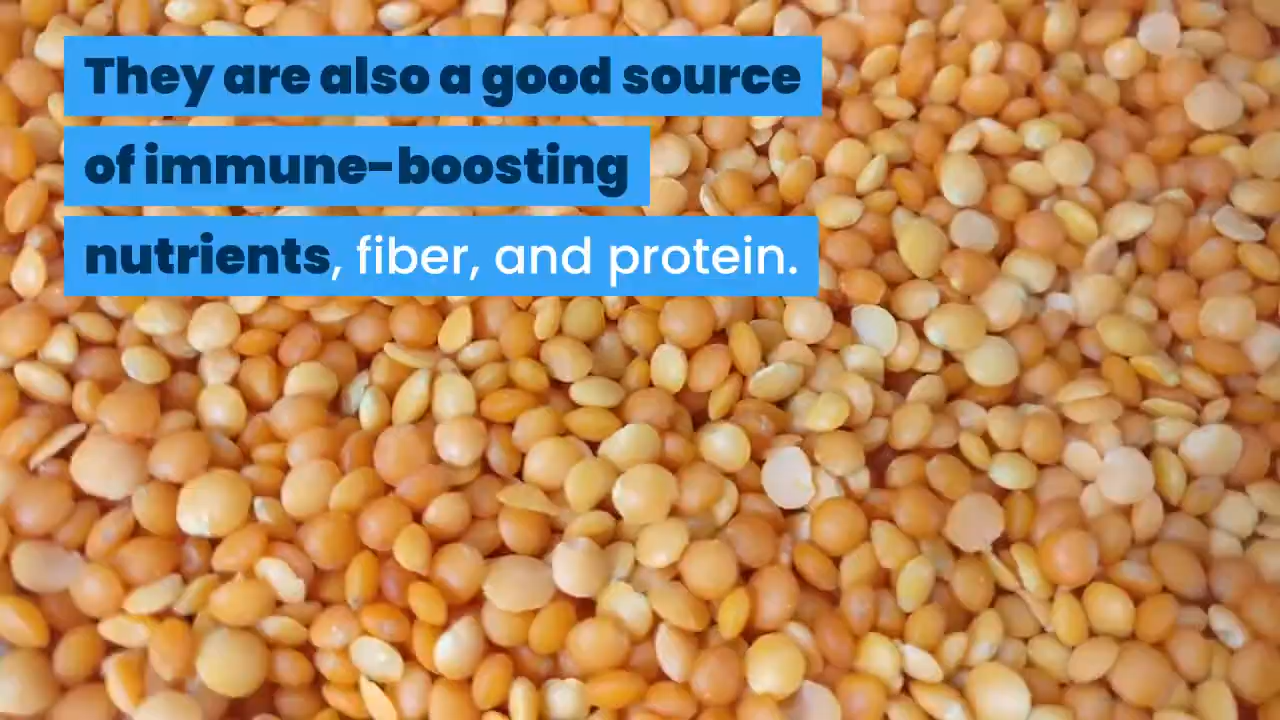 They are also a good source
of immune-boosting
nutrients, fiber, and protein.